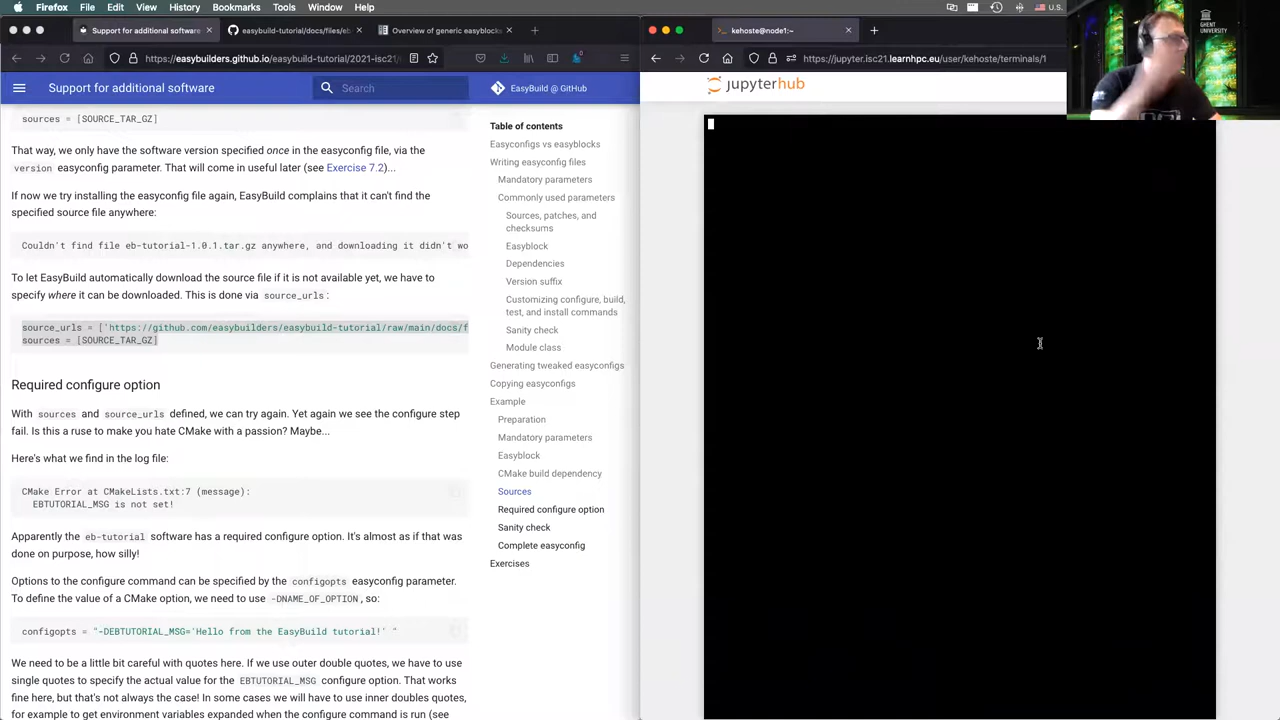 Firefox File Edit View History Bookmarks Tools Window Help U.S.
Support for additional software
easybuild-tutorial/docs/files/eb
Overview of generic easyblocks
kehoste@node1:~
https://easybuilders.github.io/easybuild-tutorial/2021-isc21/
https://jupyter.isc21.learnhpc.eu/user/kehoste/terminals/1
Support for additional software
Search
EasyBuild @ GitHub
jupyterhub
GHENT
UNIVERSITY
sources = [SOURCE_TAR_GZ]
That way, we only have the software version specified once in the easyconfig file, via the
version easyconfig parameter. That will come in useful later (see Exercise 7.2)...
If now we try installing the easyconfig file again, EasyBuild complains that it can't find the
specified source file anywhere:
Couldn't find file eb-tutorial-1.0.1.tar.gz anywhere, and downloading it didn't wo
To let EasyBuild automatically download the source file if it is not available yet, we have to
specify where it can be downloaded. This is done via source_urls :
source_urls = ['https://github.com/easybuilders/easybuild-tutorial/raw/main/docs/f
sources = [SOURCE_TAR_GZ]
Required configure option
With sources and source_urls defined, we can try again. Yet again we see the configure step
fail. Is this a ruse to make you hate CMake with a passion? Maybe...
Here's what we find in the log file:
CMake Error at CMakeLists.txt:7 (message):
EBTUTORIAL_MSG is not set!
Apparently the eb-tutorial software has a required configure option. It's almost as if that was
done on purpose, how silly!
Options to the configure command can be specified by the configopts easyconfig parameter.
To define the value of a CMake option, we need to use -DNAME_OF_OPTION , so:
configopts = "-DEBTUTORIAL_MSG='Hello from the EasyBuild tutorial!' "
We need to be a little bit careful with quotes here. If we use outer double quotes, we have to use
single quotes to specify the actual value for the EBTUTORIAL_MSG configure option. That works
fine here, but that's not always the case! In some cases we will have to use inner doubles quotes,
for example to get environment variables expanded when the configure command is run (see
Table of contents
Easyconfigs vs easyblocks
Writing easyconfig files
Mandatory parameters
Commonly used parameters
Sources, patches, and
checksums
Easyblock
Dependencies
Version suffix
Customizing configure, build,
test, and install commands
Sanity check
Module class
Generating tweaked easyconfigs
Copying easyconfigs
Example
Preparation
Mandatory parameters
Easyblock
CMake build dependency
Sources
Required configure option
Sanity check
Complete easyconfig
Exercises